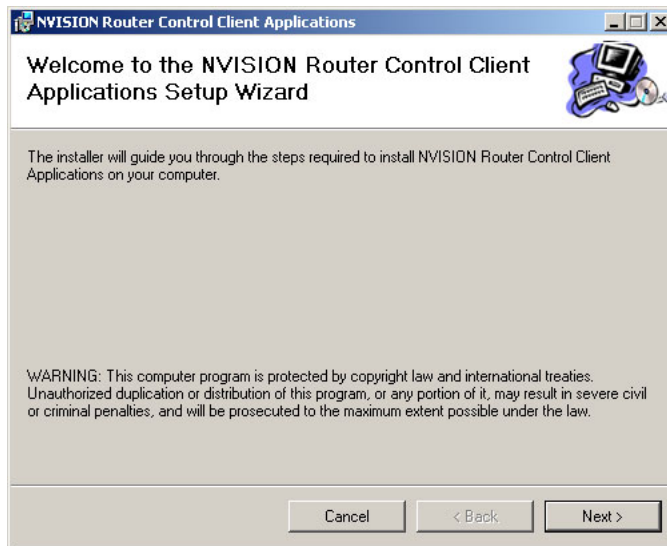 NVISION Router Control Client Applications
Welcome to the NVISION Router Control Client
Applications Setup Wizard
The installer will guide you through the steps required to install NVISION Router Control Client
Applications on your computer.
WARNING: This computer program is protected by copyright law and international treaties.
Unauthorized duplication or distribution of this program, or any portion of it, may result in severe civil
or criminal penalties, and will be prosecuted to the maximum extent possible under the law.
Cancel
< Back
Next >